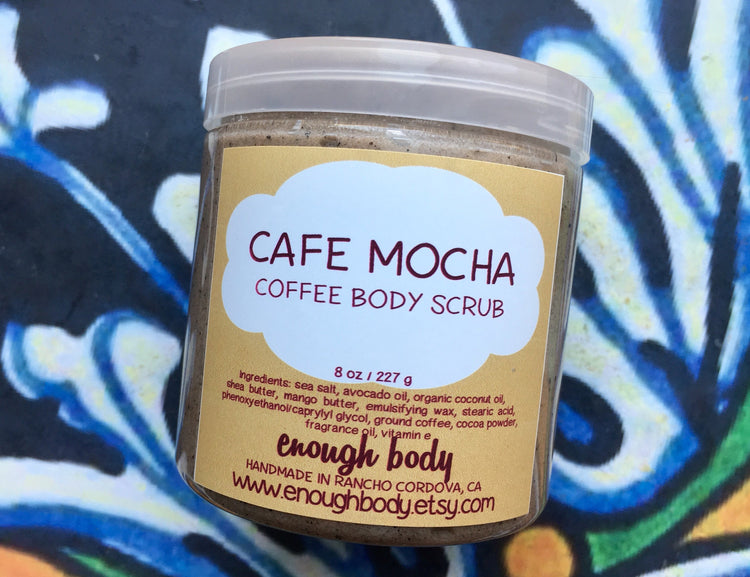 CAFE MOCHA
COFFEE BODY SCRUB
8 oz / 227 g
Ingredients: sea salt, avocado oil, organic coconut oil,
shea butter, mango butter, emulsifying wax, stearic acid,
phenoxyethanol/caprylyl glycol, ground coffee, cocoa powder,
fragrance oil, vitamin e
enough body
HANDMADE IN RANCHO CORDOVA, CA
www.enoughbody.etsy.com